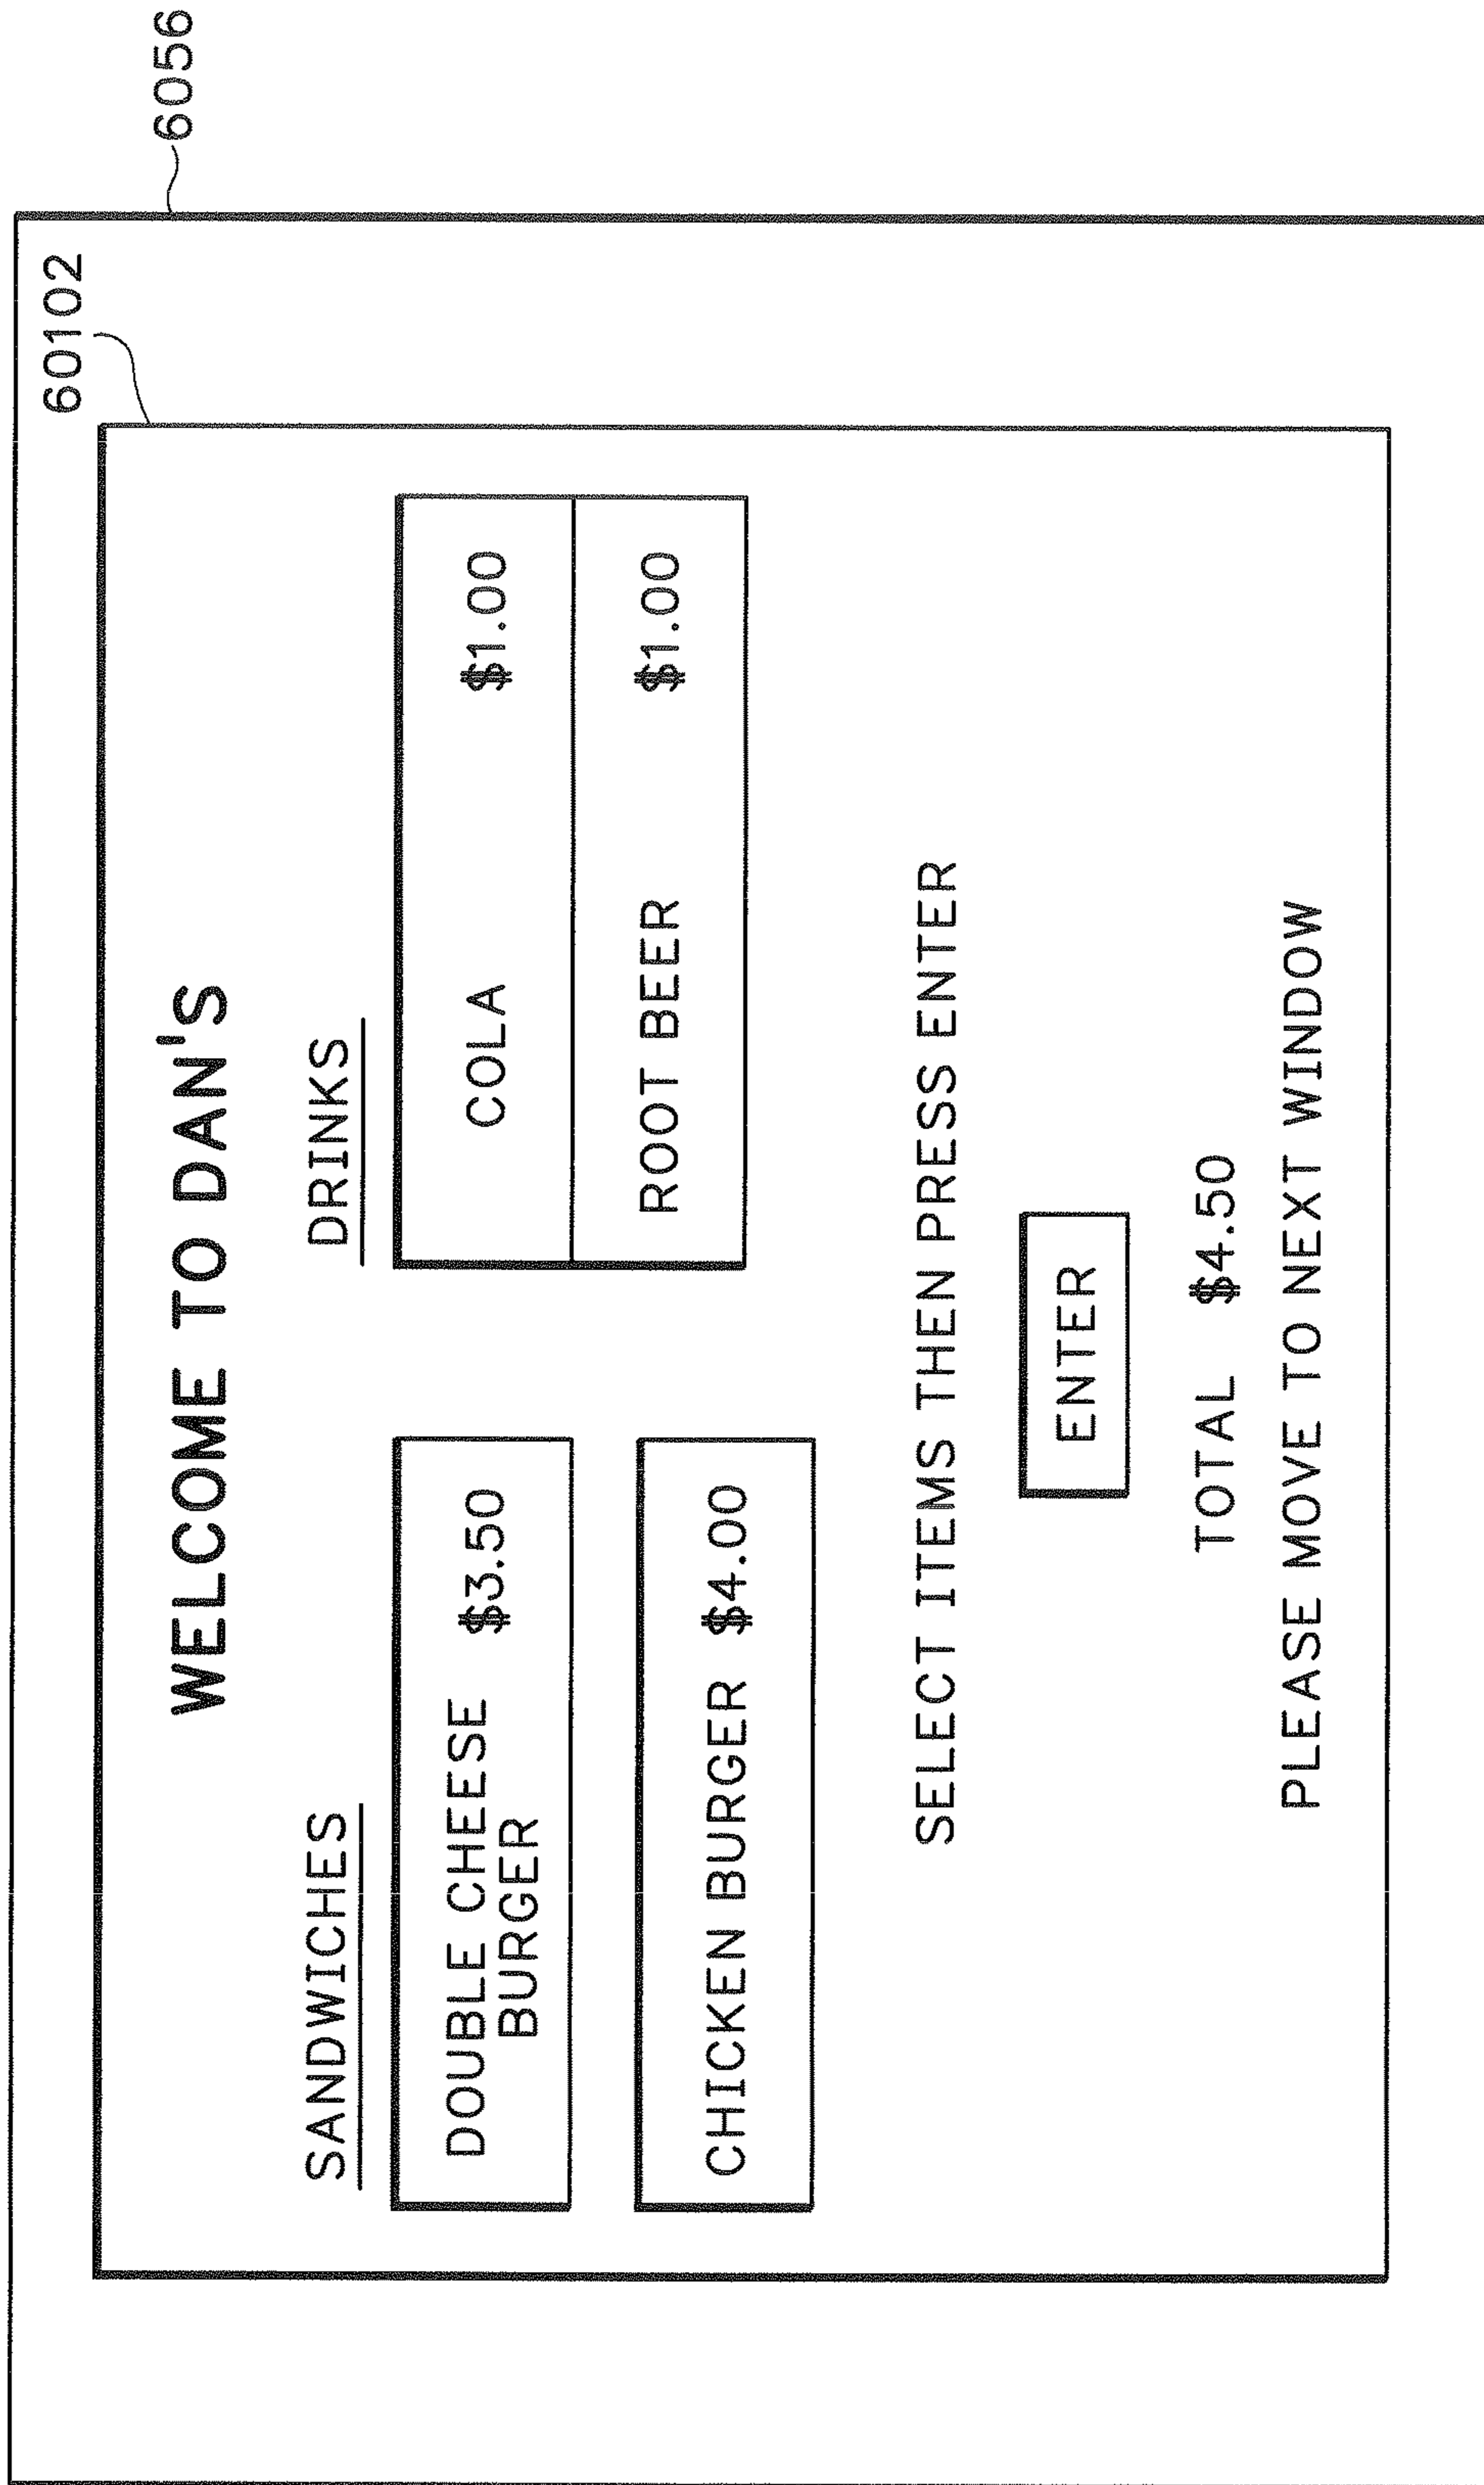 6056
60102
WELCOME TO DAN'S
SANDWICHES
DOUBLE CHEESE
BURGER $3.50
CHICKEN BURGER $4.00
DRINKS
COLA $1.00
ROOT BEER $1.00
SELECT ITEMS THEN PRESS ENTER
ENTER
TOTAL $4.50
PLEASE MOVE TO NEXT WINDOW